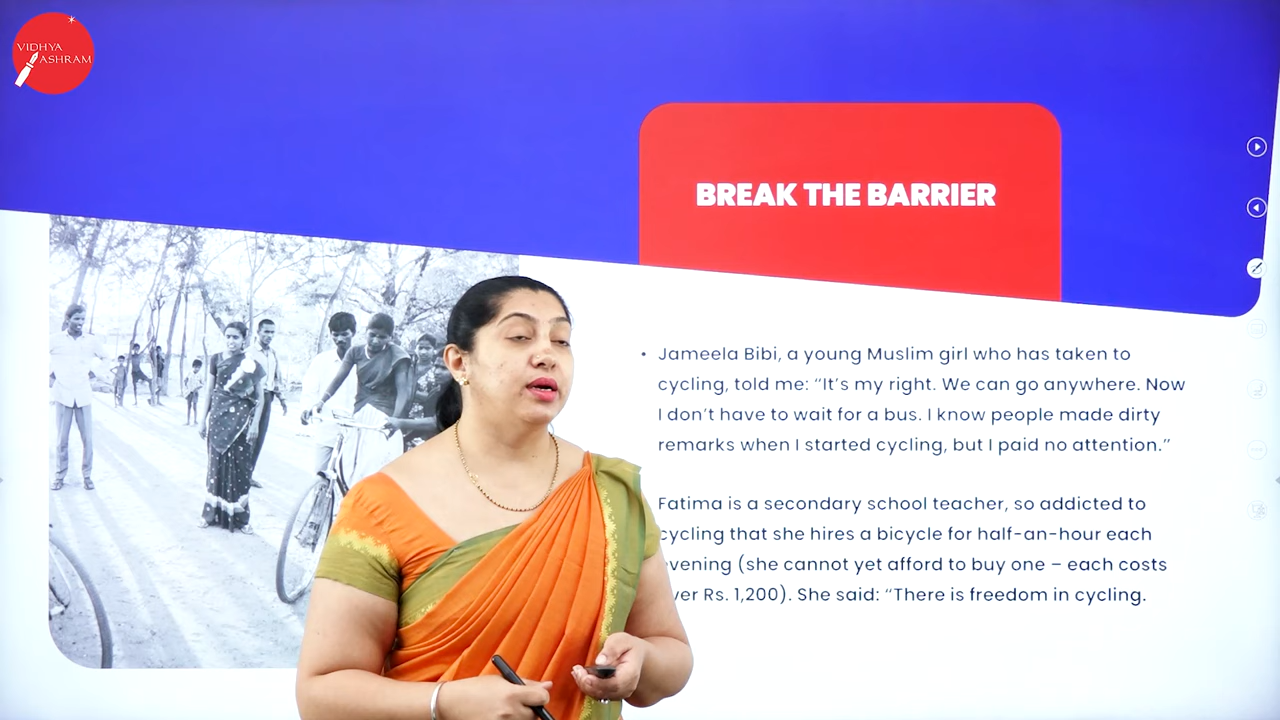 VIDHYA
ASHRAM
BREAK THE BARRIER
• Jameela Bibi, a young Muslim girl who has taken to
cycling, told me: “It’s my right. We can go anywhere. Now
I don’t have to wait for a bus. I know people made dirty
remarks when I started cycling, but I paid no attention.”
Fatima is a secondary school teacher, so addicted to
cycling that she hires a bicycle for half-an-hour each
evening (she cannot yet afford to buy one – each costs
over Rs. 1,200). She said: “There is freedom in cycling.